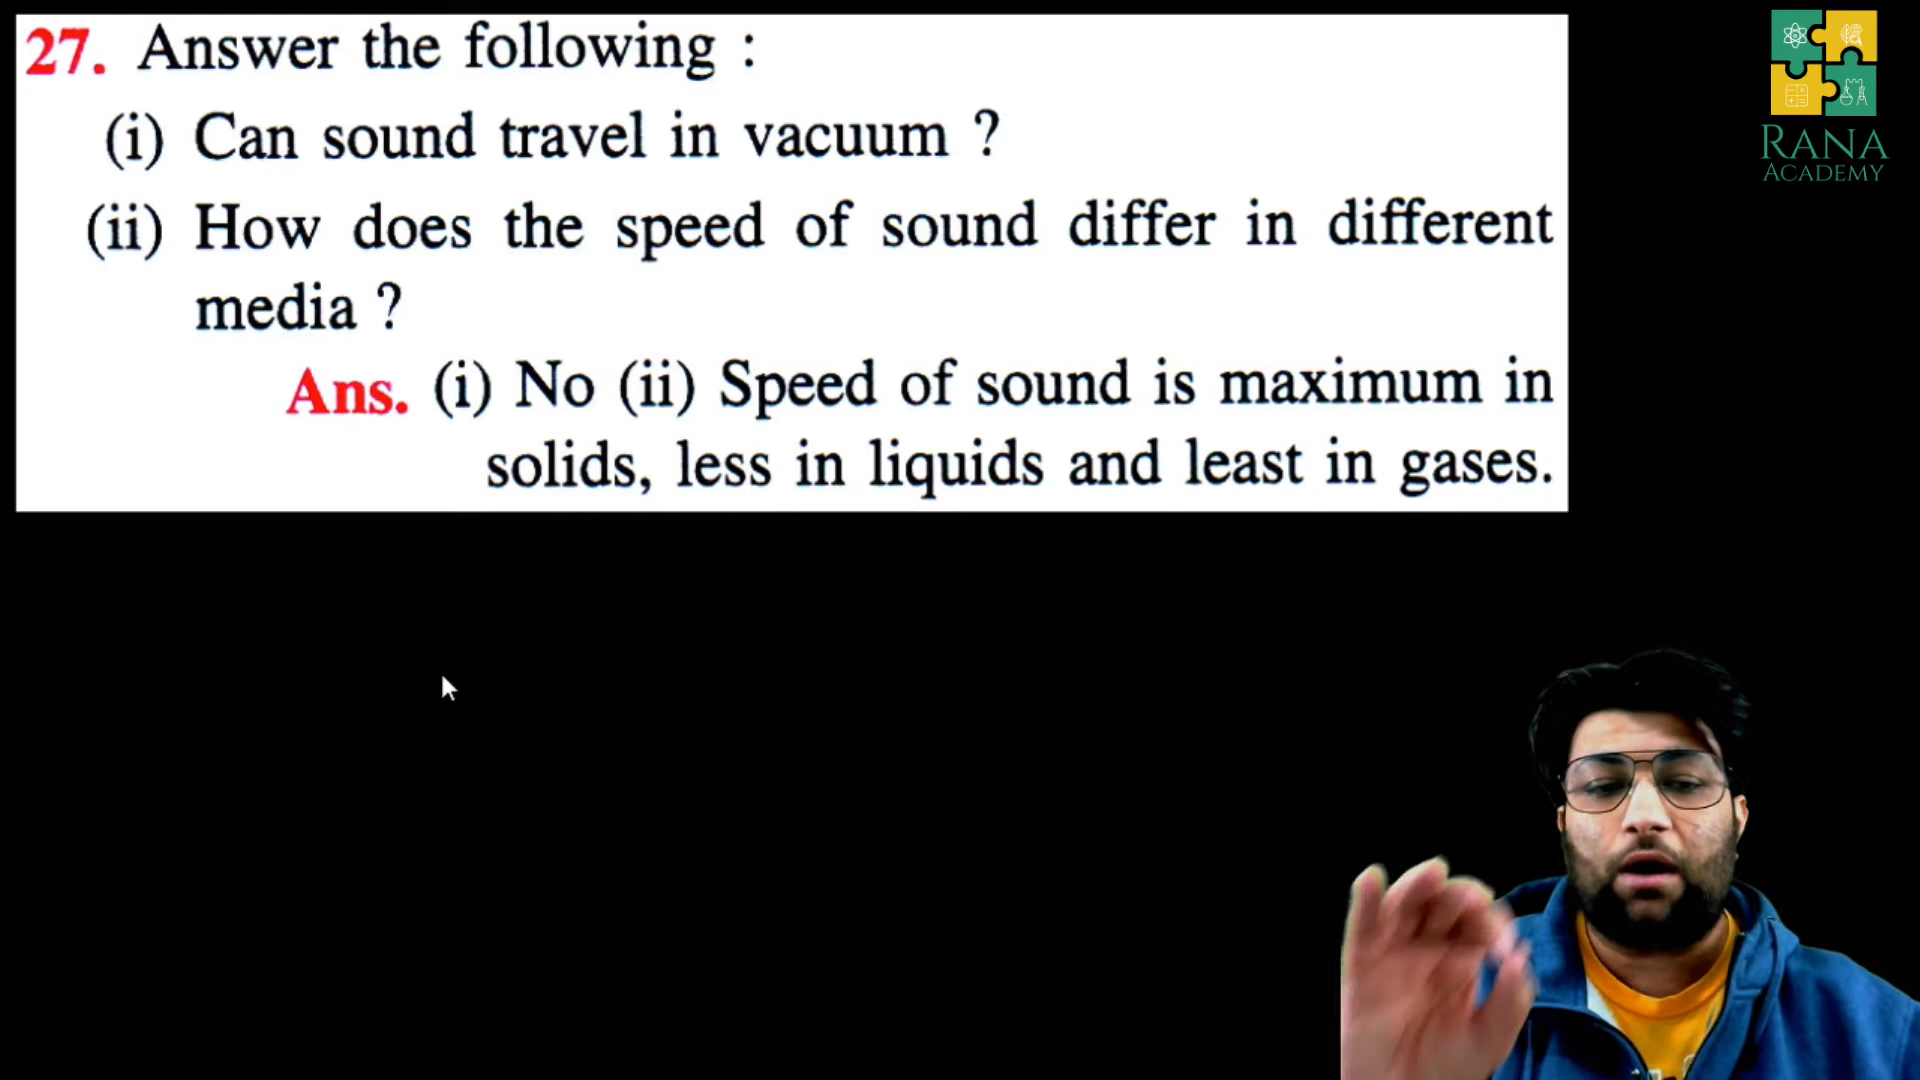 27. Answer the following :
(i) Can sound travel in vacuum ?
(ii) How does the speed of sound differ in different
media ?
Ans. (i) No (ii) Speed of sound is maximum in
solids, less in liquids and least in gases.
RANA
ACADEMY